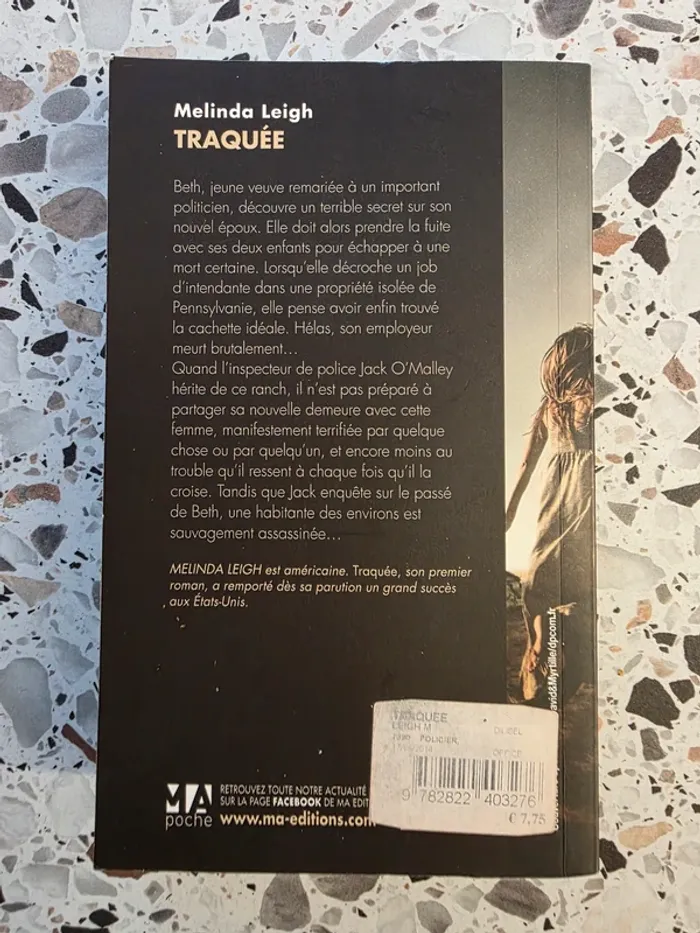 Melinda Leigh
TRAQUÉE
Beth, jeune veuve remariée à un important
politicien, découvre un terrible secret sur son
nouvel époux. Elle doit alors prendre la fuite
avec ses deux enfants pour échapper à une
mort certaine. Lorsqu'elle décroche un job
d'intendante dans une propriété isolée de
Pennsylvanie, elle pense avoir enfin trouvé
la cachette idéale. Hélas, son employeur
meurt brutalement…
Quand l'inspecteur de police Jack O'Malley
hérite de ce ranch, il n'est pas préparé à
partager sa nouvelle demeure avec cette
femme, manifestement terrifiée par quelque
chose ou par quelqu'un, et encore moins au
trouble qu'il ressent à chaque fois qu'il la
croise. Tandis que Jack enquête sur le passé
de Beth, une habitante des environs est
sauvagement assassinée…
MELINDA LEIGH est américaine. Traquée, son premier
roman, a remporté dès sa parution un grand succès
aux États-Unis.
avid&Myrtille/dpcom.fr
TRAQUEE
LEIGH M
POLICIER,
OFFICE
9 782822 403276
€ 7,75
MA
poche
RETROUVEZ TOUTE NOTRE ACTUALITÉ
SUR LA PAGE FACEBOOK DE MA EDIT
www.ma-editions.com